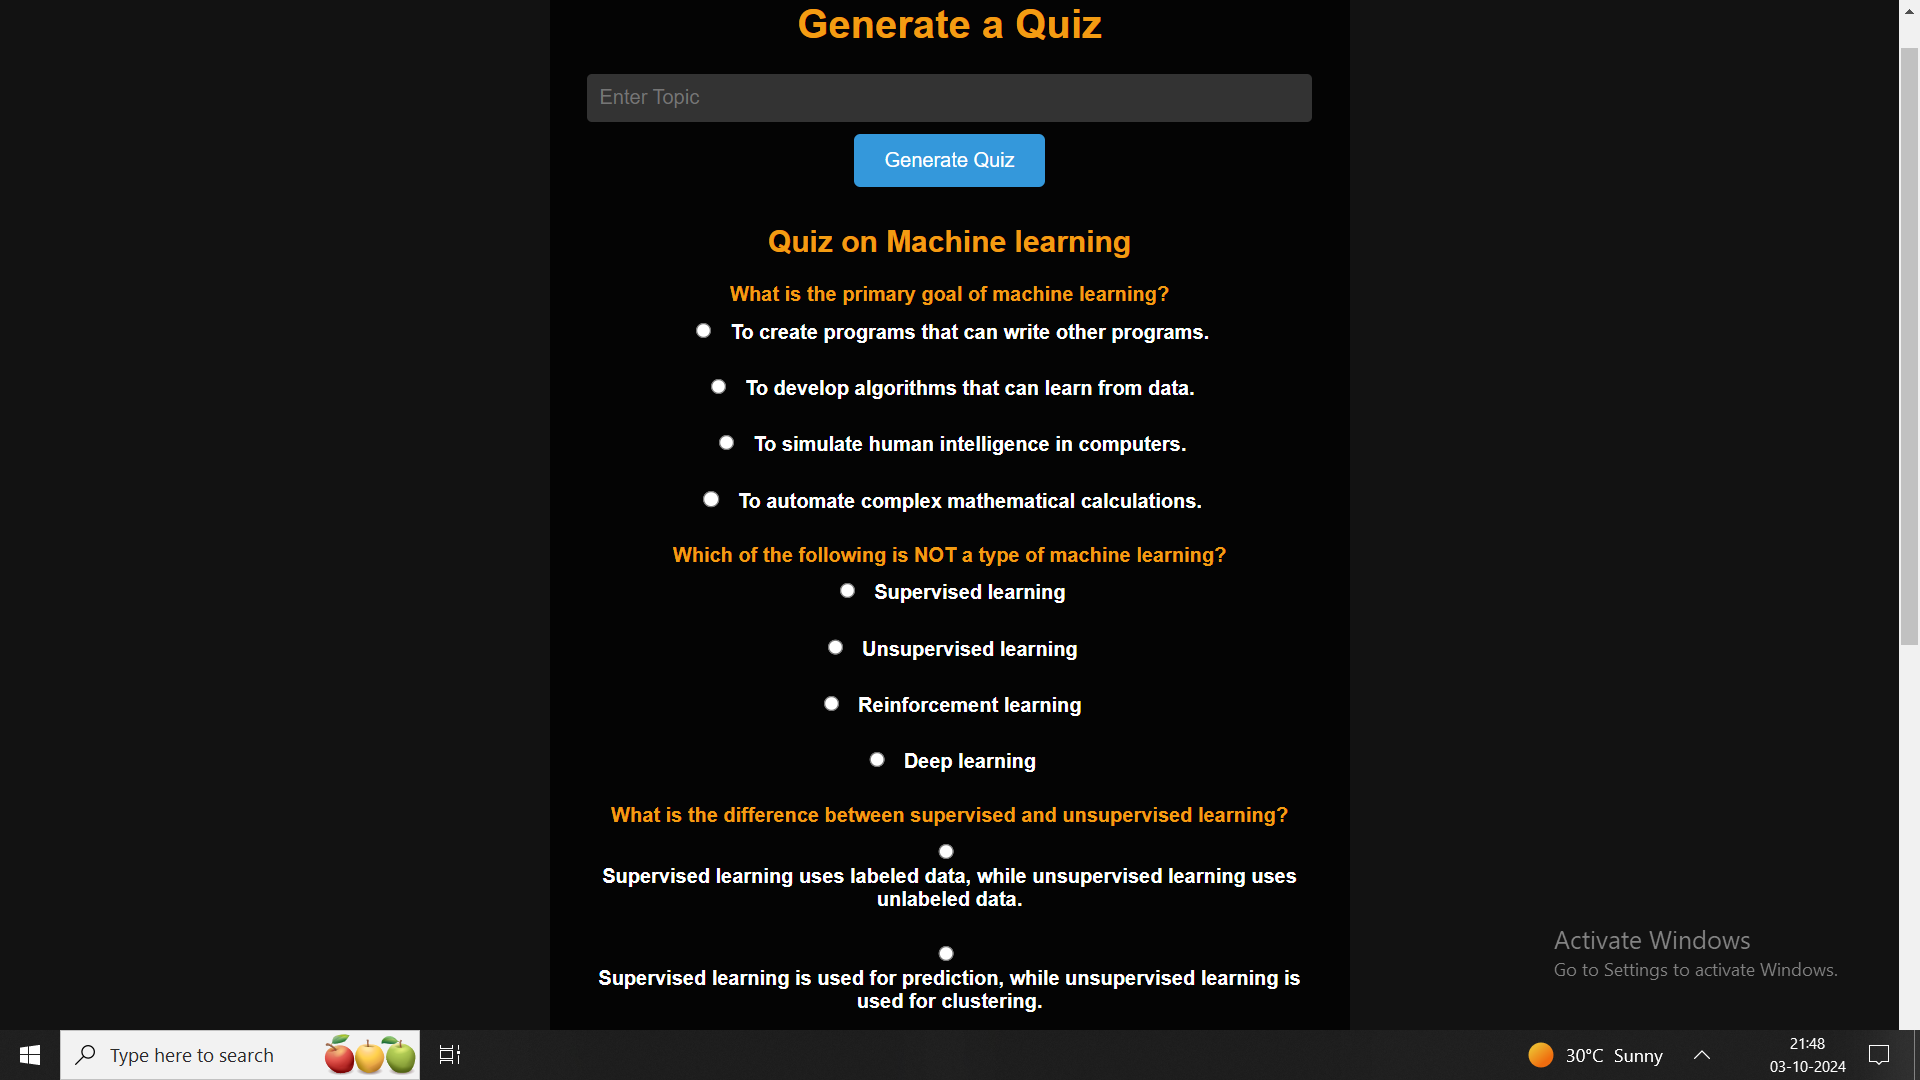 Generate a Quiz
Enter Topic
Generate Quiz
Quiz on Machine learning
What is the primary goal of machine learning?
To create programs that can write other programs.
To develop algorithms that can learn from data.
To simulate human intelligence in computers.
To automate complex mathematical calculations.
Which of the following is NOT a type of machine learning?
Supervised learning
Unsupervised learning
Reinforcement learning
Deep learning
What is the difference between supervised and unsupervised learning?
Supervised learning uses labeled data, while unsupervised learning uses
unlabeled data.
Supervised learning is used for prediction, while unsupervised learning is
used for clustering.
Activate Windows
Go to Settings to activate Windows.
Type here to search
30°C Sunny
21:48
03-10-2024